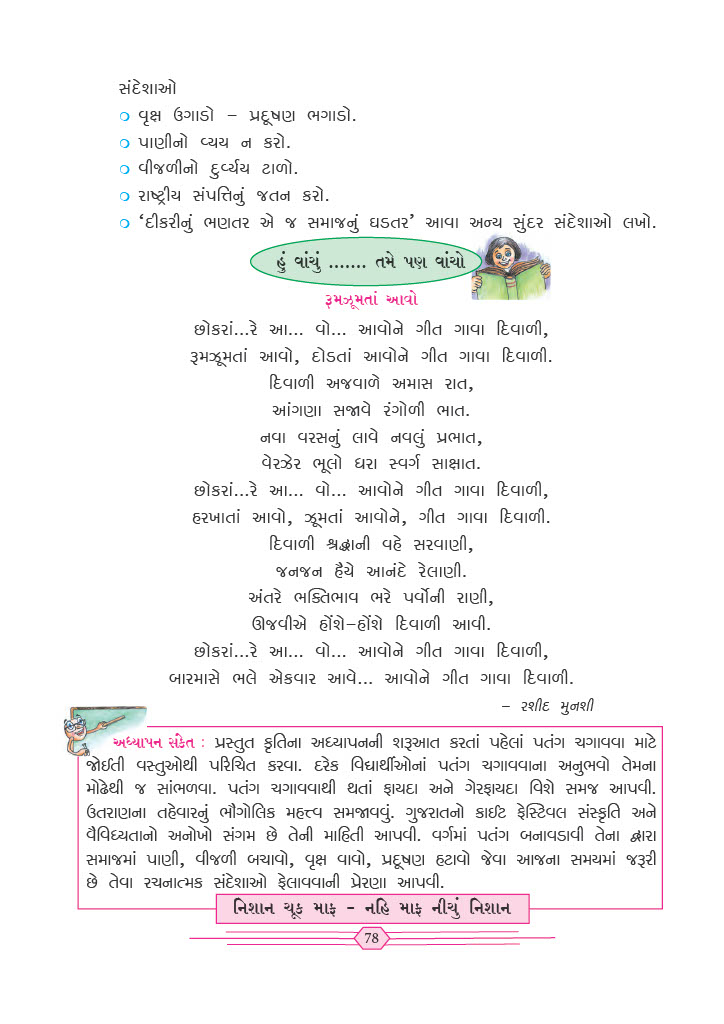 સંદેશાઓ
વૃક્ષ ઉગાડો – પ્રદૂષણ ભગાડો.
પાણીનો વ્યય ન કરો.
વીજળીનો દુર્વ્યય ટાળો.
રાષ્ટ્રીય સંપત્તિનું જતન કરો.
‘દીકરીનું ભણતર એ જ સમાજનું ઘડતર’ આવા અન્ય સુંદર સંદેશાઓ લખો.
હું વાંચું ....... તમે પણ વાંચો
રૂમઝૂમતાં આવો
છોકરાં...રે આ... વો... આવોને ગીત ગાવા દિવાળી,
રૂમઝૂમતાં આવો, દોડતાં આવોને ગીત ગાવા દિવાળી.
દિવાળી અજવાળે અમાસ રાત,
આંગણા સજાવે રંગોળી ભાત.
નવા વરસનું લાવે નવલું પ્રભાત,
વેરઝેર ભૂલો ધરા સ્વર્ગ સાક્ષાત.
છોકરાં...રે આ... વો... આવોને ગીત ગાવા દિવાળી,
હરખાતાં આવો, ઝૂમતાં આવોને, ગીત ગાવા દિવાળી.
દિવાળી શ્રદ્ધાની વહે સરવાણી,
જનજન હૈયે આનંદે રેલાણી.
અંતરે ભક્તિભાવ ભરે પર્વોની રાણી,
ઊજવીએ હોંશે–હોંશે દિવાળી આવી.
છોકરાં...રે આ... વો... આવોને ગીત ગાવા દિવાળી,
બારમાસે ભલે એકવાર આવે... આવોને ગીત ગાવા દિવાળી.
– રશીદ મુનશી
અધ્યાપન સંકેત : પ્રસ્તુત કૃતિના અધ્યાપનની શરૂઆત કરતાં પહેલાં પતંગ ચગાવવા માટે
જોઈતી વસ્તુઓથી પરિચિત કરવા. દરેક વિદ્યાર્થીઓનાં પતંગ ચગાવવાના અનુભવો તેમના
મોઢેથી જ સાંભળવા. પતંગ ચગાવવાથી થતાં ફાયદા અને ગેરફાયદા વિશે સમજ આપવી.
ઉતરાણના તહેવારનું ભૌગોલિક મહત્ત્વ સમજાવવું. ગુજરાતનો કાઈટ ફેસ્ટિવલ સંસ્કૃતિ અને
વૈવિધ્યતાનો અનોખો સંગમ છે તેની માહિતી આપવી. વર્ગમાં પતંગ બનાવડાવી તેના દ્વારા
સમાજમાં પાણી, વીજળી બચાવો, વૃક્ષ વાવો, પ્રદૂષણ હટાવો જેવા આજના સમયમાં જરૂરી
છે તેવા રચનાત્મક સંદેશાઓ ફેલાવવાની પ્રેરણા આપવી.
નિશાન ચૂક માફ - નહિ માફ નીચું નિશાન
78